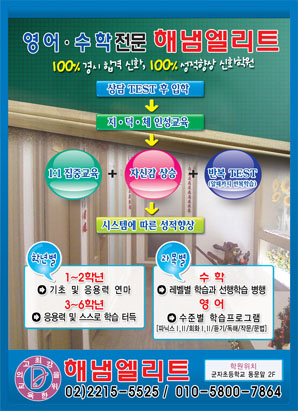 영어·수학전문 해냄엘리트
100% 경시 합격 신화, 100% 성적향상 신화학원
상담 TEST 후 입학
지·덕·체 인성교육
1:1 집중교육 + 자신감 상승 + 반복 TEST
(알때까지 반복학습)
시스템에 따른 성적향상
학년별
1~2학년
기초 및 응용력 연마
3~6학년
응용력 및 스스로 학습 터득
과목별
수 학
레벨별 학습과 선행학습 병행
영 어
수준별 학습프로그램
[파닉스 I,II/회화 I,II/듣기/독해/작문/문법]
해냄엘리트
02)2215-5525 / 010-5800-7864
학원위치
군자초등학교 동문앞 2F